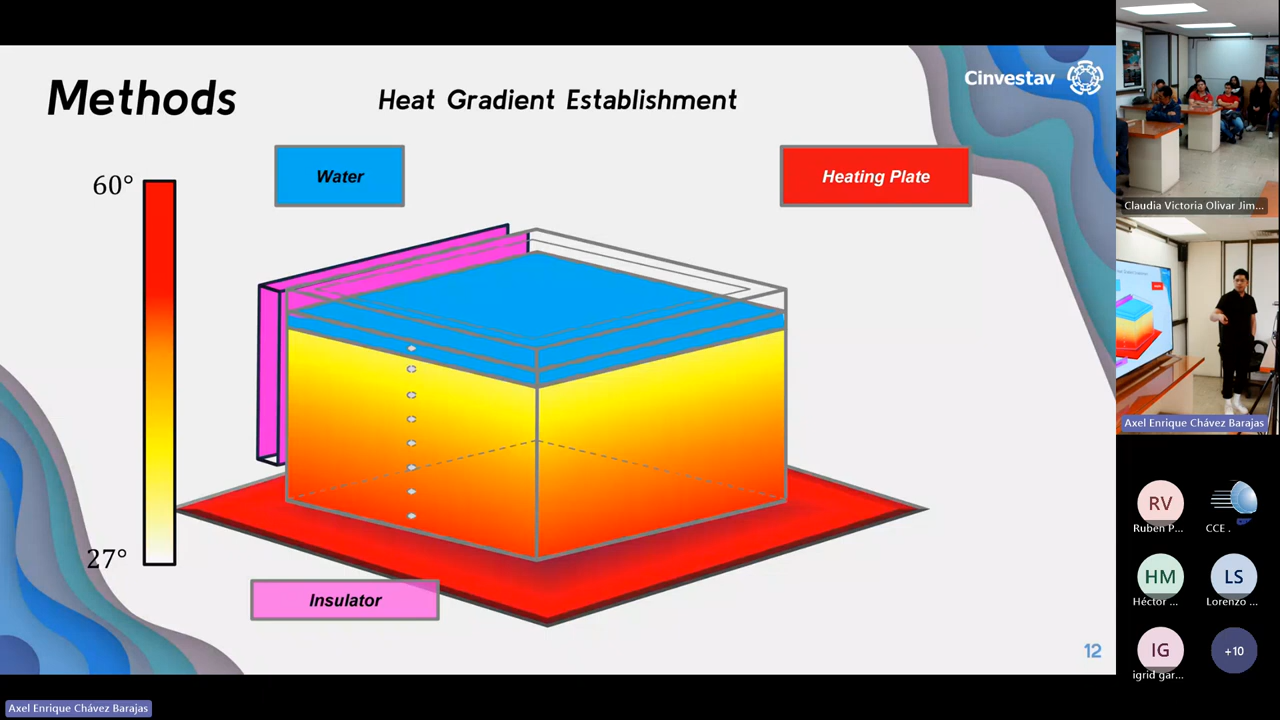 Methods
Heat Gradient Establishment
Cinvestav
60°
Water
Heating Plate
27°
Insulator
12
Claudia Victoria Olivar Jim...
Axel Enrique Chávez Barajas
RV
Ruben P...
CCE .
HM
Héctor ...
LS
Lorenzo ...
IG
igrid gar...
+10
Axel Enrique Chávez Barajas